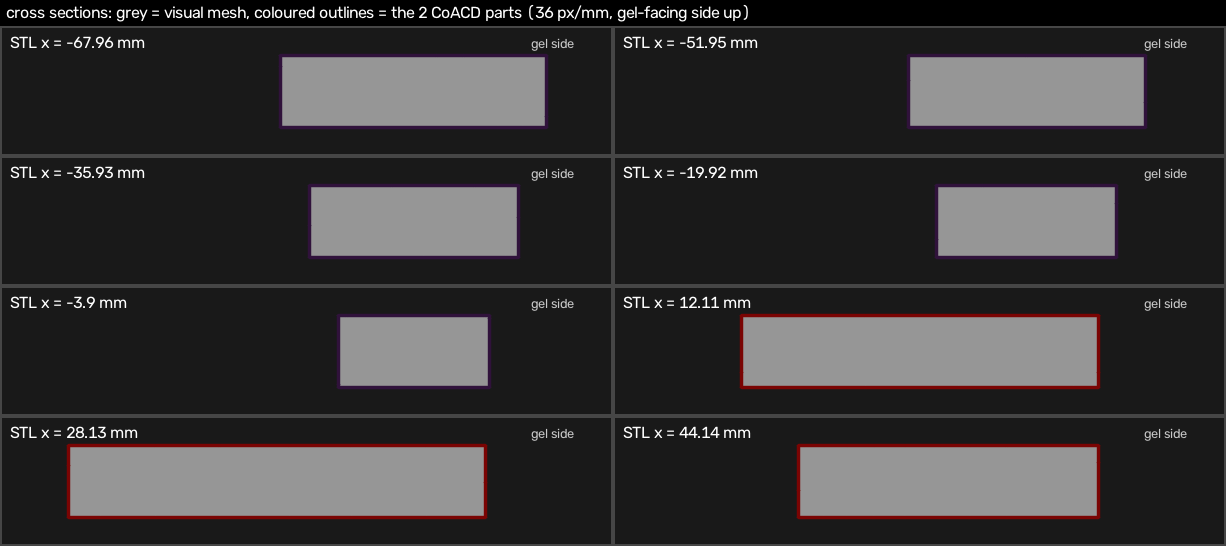 cross sections: grey = visual mesh, coloured outlines = the 2 CoACD parts (36 px/mm, gel-facing side up)
STL x = -67.96 mm
gel side
STL x = -51.95 mm
gel side
STL x = -35.93 mm
gel side
STL x = -19.92 mm
gel side
STL x = -3.9 mm
gel side
STL x = 12.11 mm
gel side
STL x = 28.13 mm
gel side
STL x = 44.14 mm
gel side